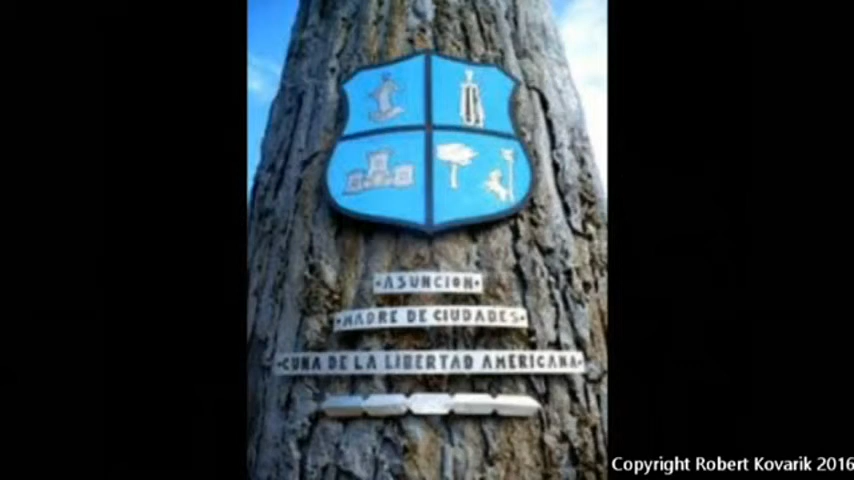 ·ASUNCION·
·MADRE DE CIUDADES·
·CUNA DE LA LIBERTAD AMERICANA·
Copyright Robert Kovarik 2016